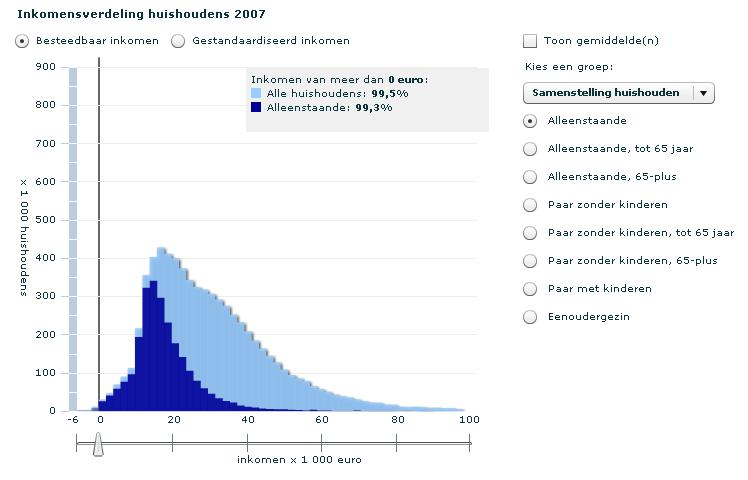 Inkomensverdeling huishoudens 2007
Besteedbaar inkomen
Gestandaardiseerd inkomen
Toon gemiddelde(n)
Kies een groep:
Samenstelling huishouden
Alleenstaande
Alleenstaande, tot 65 jaar
Alleenstaande, 65-plus
Paar zonder kinderen
Paar zonder kinderen, tot 65 jaar
Paar zonder kinderen, 65-plus
Paar met kinderen
Eenoudergezin
Inkomen van meer dan 0 euro:
Alle huishoudens: 99,5%
Alleenstaande: 99,3%
x 1 000 huishoudens
900
800
700
600
500
400
300
200
100
0
-6 0 20 40 60 80 100
inkomen x 1 000 euro